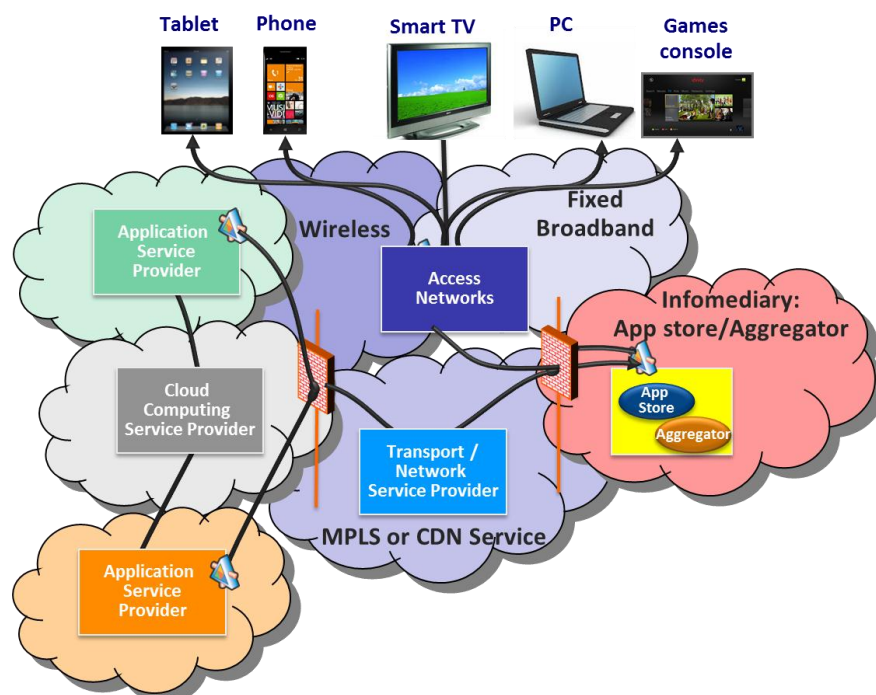 Tablet
Phone
Smart TV
PC
Games
console
Wireless
Fixed
Broadband
Application
Service
Provider
Access
Networks
Infomediary:
App store/Aggregator
Cloud
Computing
Service Provider
App
Store
Aggregator
Transport /
Network
Service Provider
MPLS or CDN Service
Application
Service
Provider